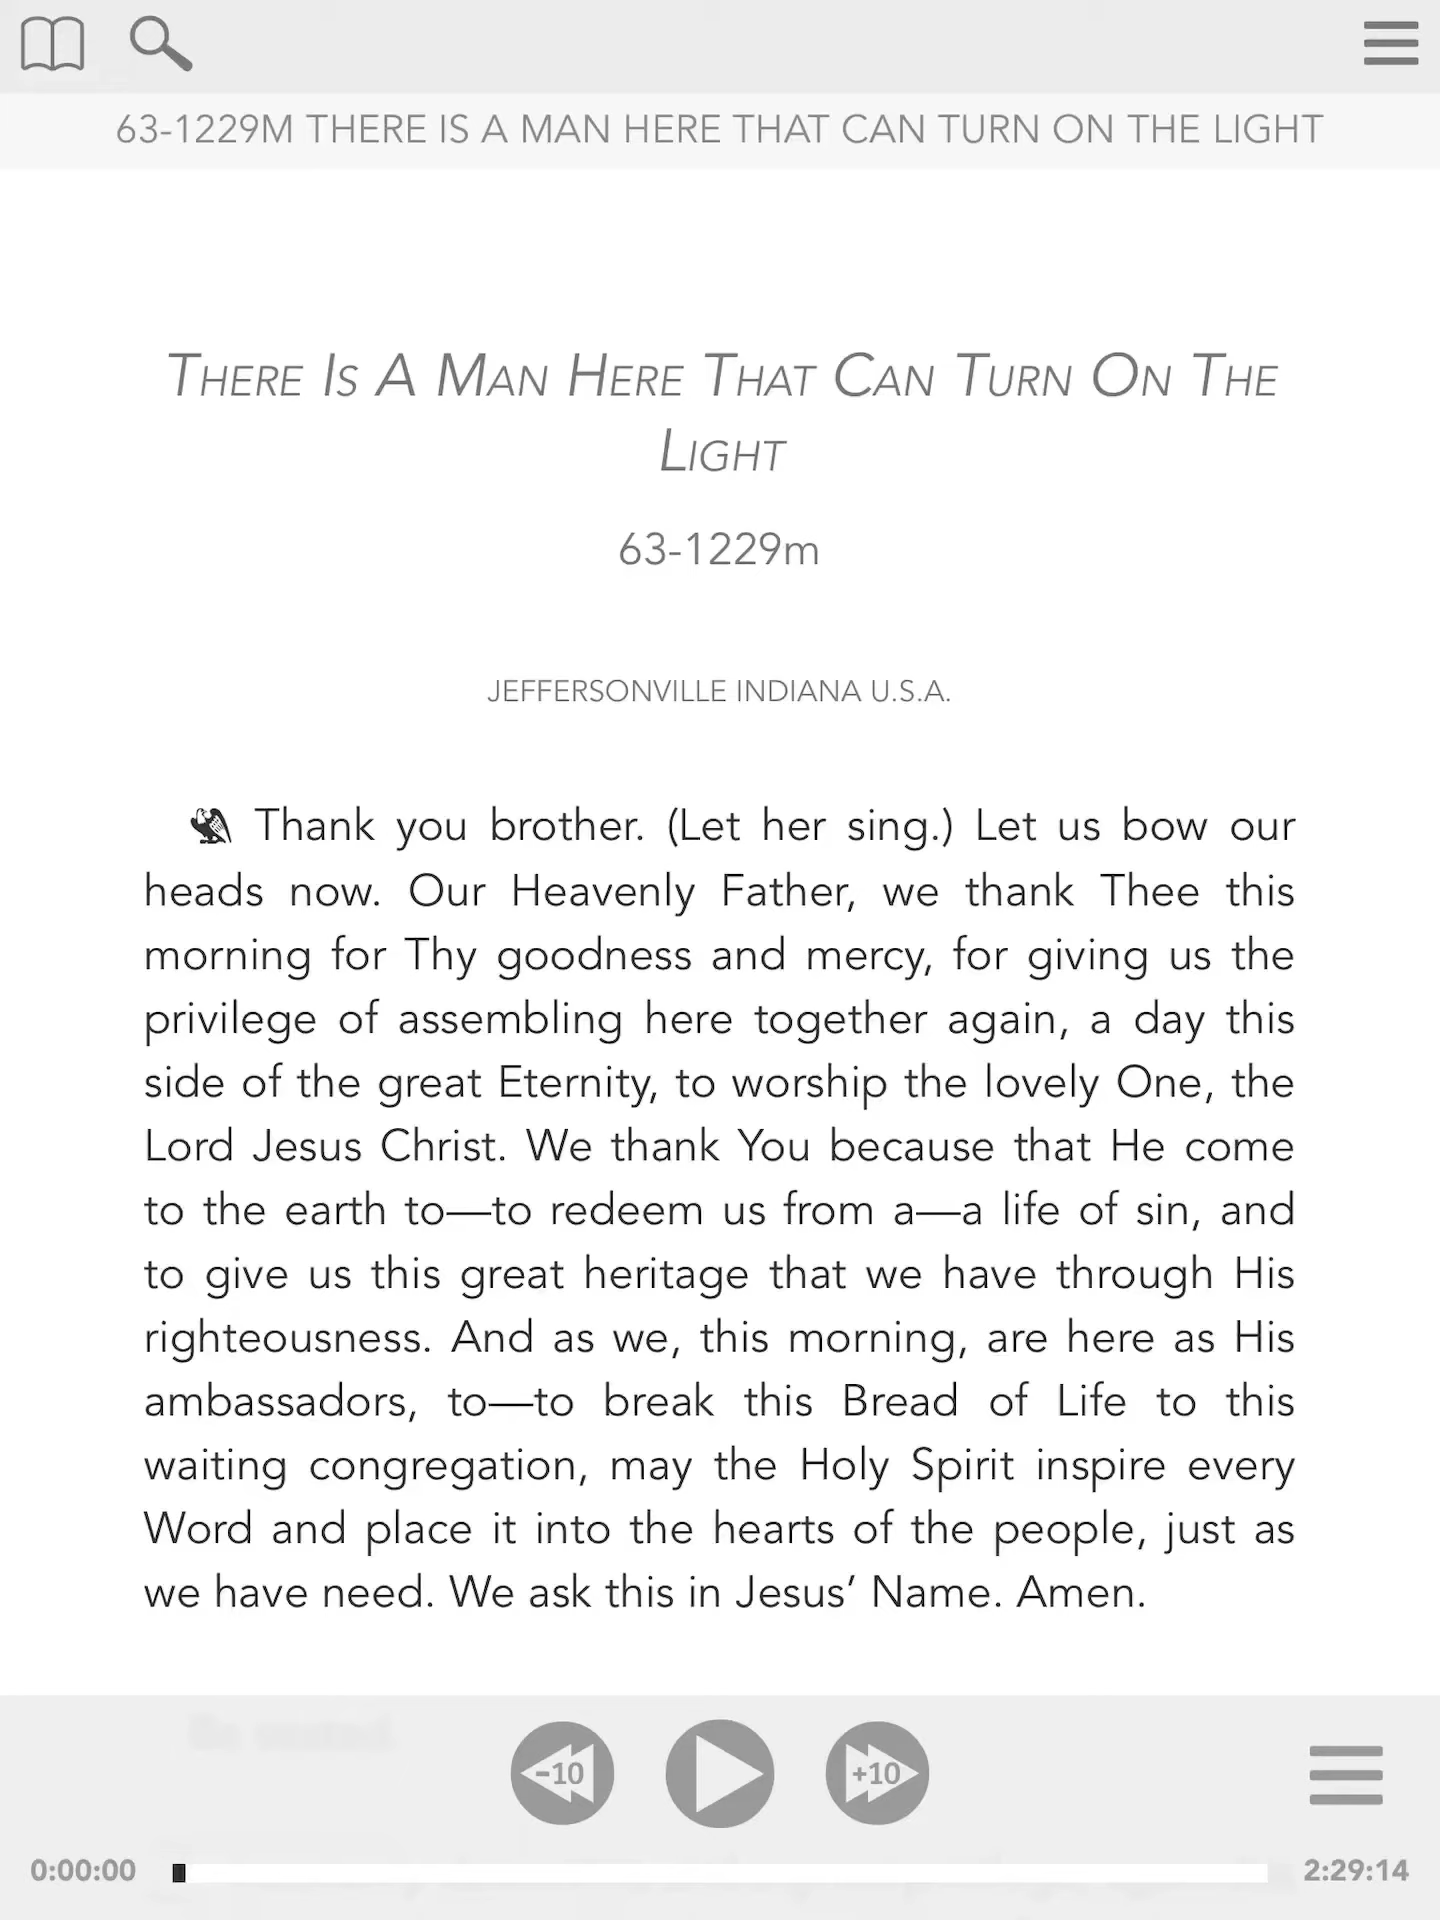 63-1229M THERE IS A MAN HERE THAT CAN TURN ON THE LIGHT
There Is A Man Here That Can Turn On The
Light
63-1229m
JEFFERSONVILLE INDIANA U.S.A.
Thank you brother. (Let her sing.) Let us bow our
heads now. Our Heavenly Father, we thank Thee this
morning for Thy goodness and mercy, for giving us the
privilege of assembling here together again, a day this
side of the great Eternity, to worship the lovely One, the
Lord Jesus Christ. We thank You because that He come
to the earth to—to redeem us from a—a life of sin, and
to give us this great heritage that we have through His
righteousness. And as we, this morning, are here as His
ambassadors, to—to break this Bread of Life to this
waiting congregation, may the Holy Spirit inspire every
Word and place it into the hearts of the people, just as
we have need. We ask this in Jesus’ Name. Amen.
-10 +10
0:00:00 2:29:14